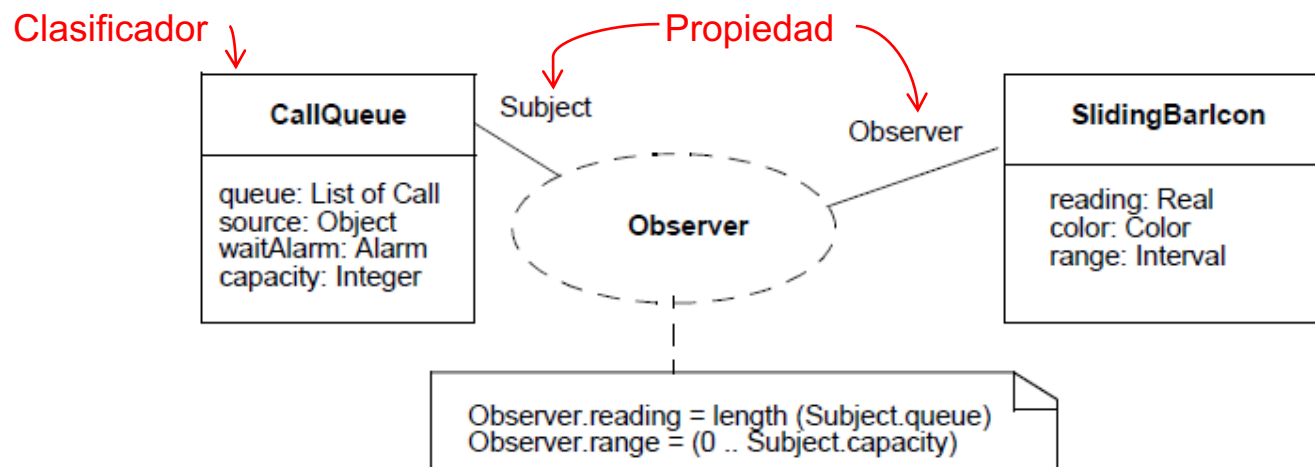 Clasificador
Propiedad
CallQueue
Subject
Observer
SlidingBarIcon
queue: List of Call
source: Object
waitAlarm: Alarm
capacity: Integer
Observer
reading: Real
color: Color
range: Interval
Observer.reading = length (Subject.queue)
Observer.range = (0 .. Subject.capacity)